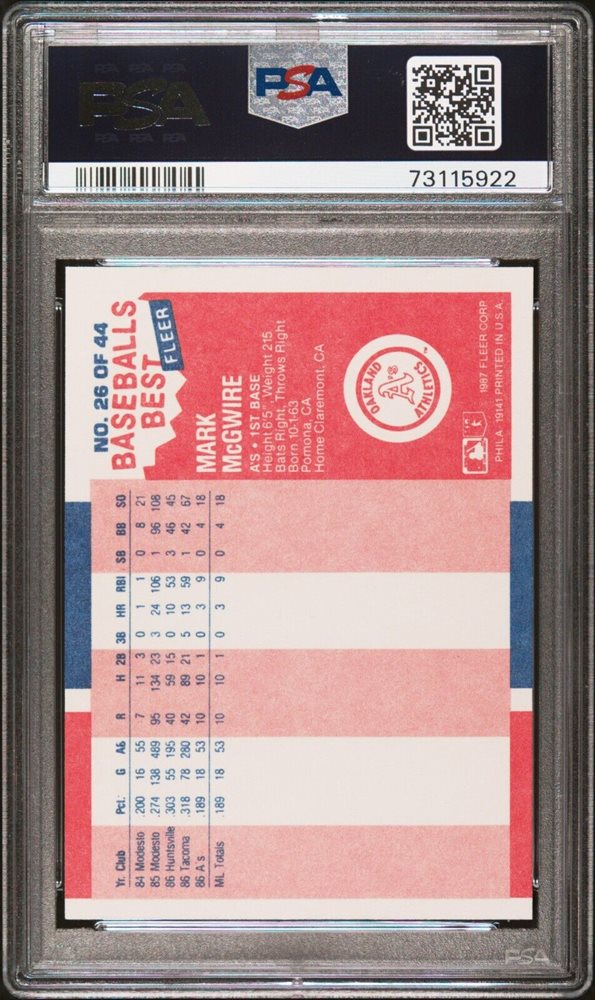 PSA
PSA
73115922
NO. 26 OF 44
BASEBALLS
BEST
FLEER
MARK
McGWIRE
A'S • 1ST BASE
Height 6'5" Weight 215
Bats Right, Throws Right
Born 10-1-63
Pomona, CA
Home Claremont, CA
OAKLAND
A's
ATHLETICS
TM
1987 FLEER CORP
PHILA. 19141 PRINTED IN U.S.A.
Yr. Club Pct. G AB R H 2B 3B HR RBI SB BB SO
84 Modesto .200 16 55 7 11 3 0 1 1 0 8 21
85 Modesto .274 138 489 95 134 23 3 24 106 1 96 108
86 Huntsville .303 55 195 40 59 15 0 10 53 3 46 45
86 Tacoma .318 78 280 42 89 21 5 13 59 1 42 67
86 A's .189 18 53 10 10 1 0 3 9 0 4 18
ML Totals .189 18 53 10 10 1 0 3 9 0 4 18
PSA